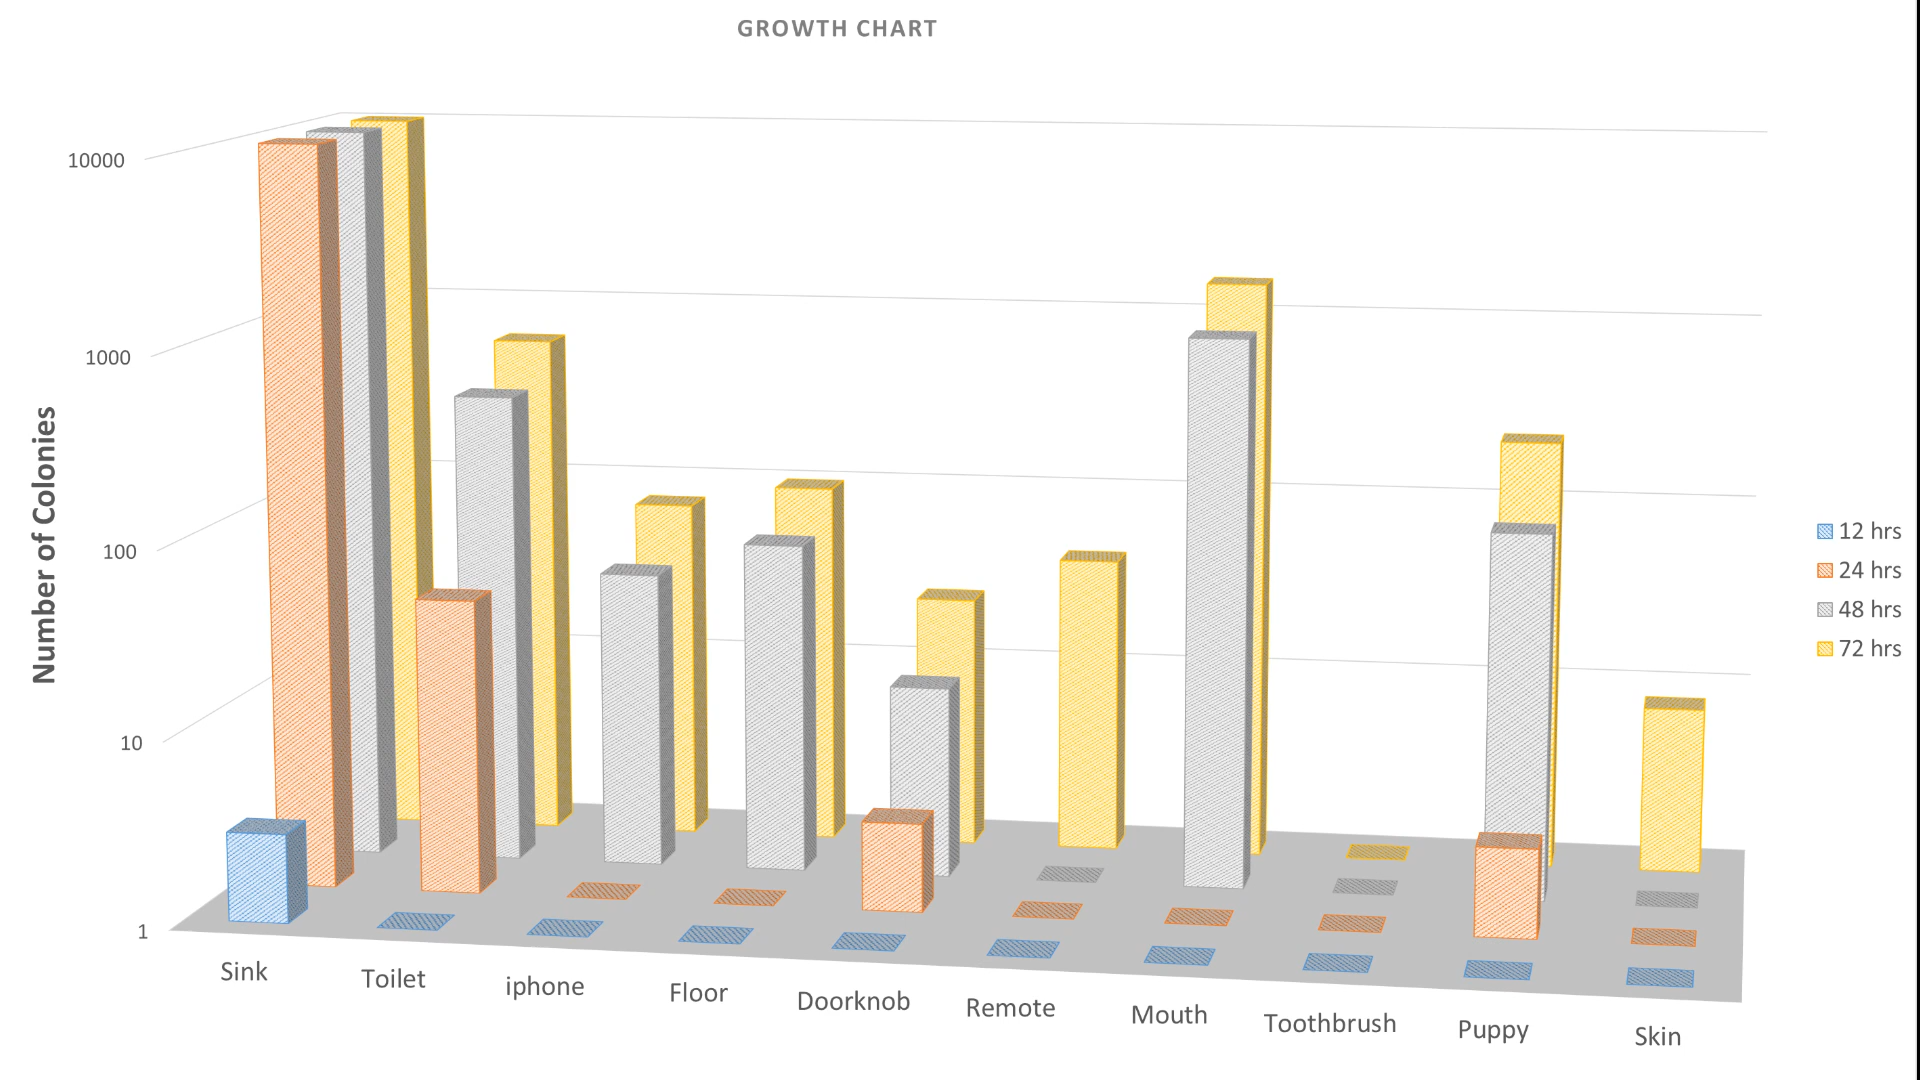 GROWTH CHART
Number of Colonies
10000
1000
100
10
1
Sink
Toilet
iphone
Floor
Doorknob
Remote
Mouth
Toothbrush
Puppy
Skin
12 hrs
24 hrs
48 hrs
72 hrs